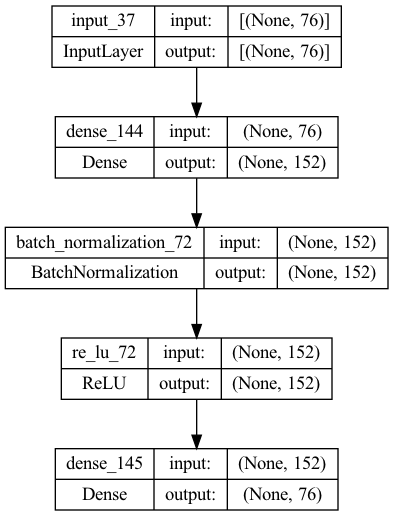 input_37 input: [(None, 76)]
InputLayer output: [(None, 76)]
dense_144 input: (None, 76)
Dense output: (None, 152)
batch_normalization_72 input: (None, 152)
BatchNormalization output: (None, 152)
re_lu_72 input: (None, 152)
ReLU output: (None, 152)
dense_145 input: (None, 152)
Dense output: (None, 76)